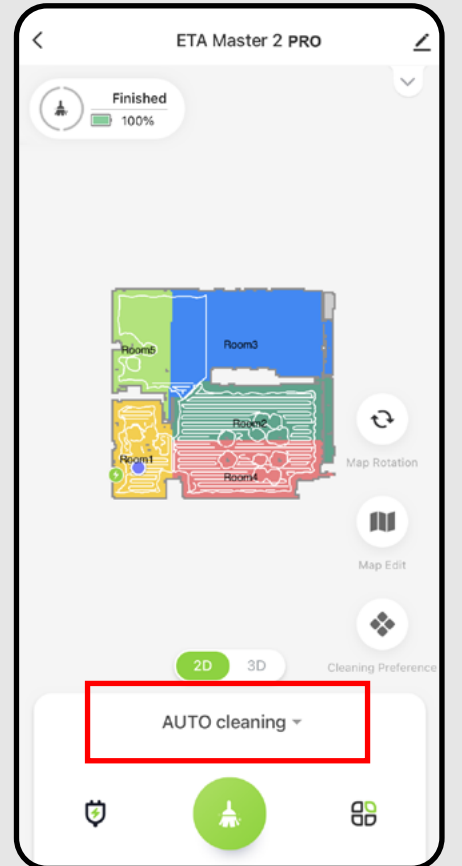 ETA Master 2 PRO
Finished
100%
Room5
Room3
Room2
Room1
Room4
Map Rotation
Map Edit
2D 3D
Cleaning Preference
AUTO cleaning